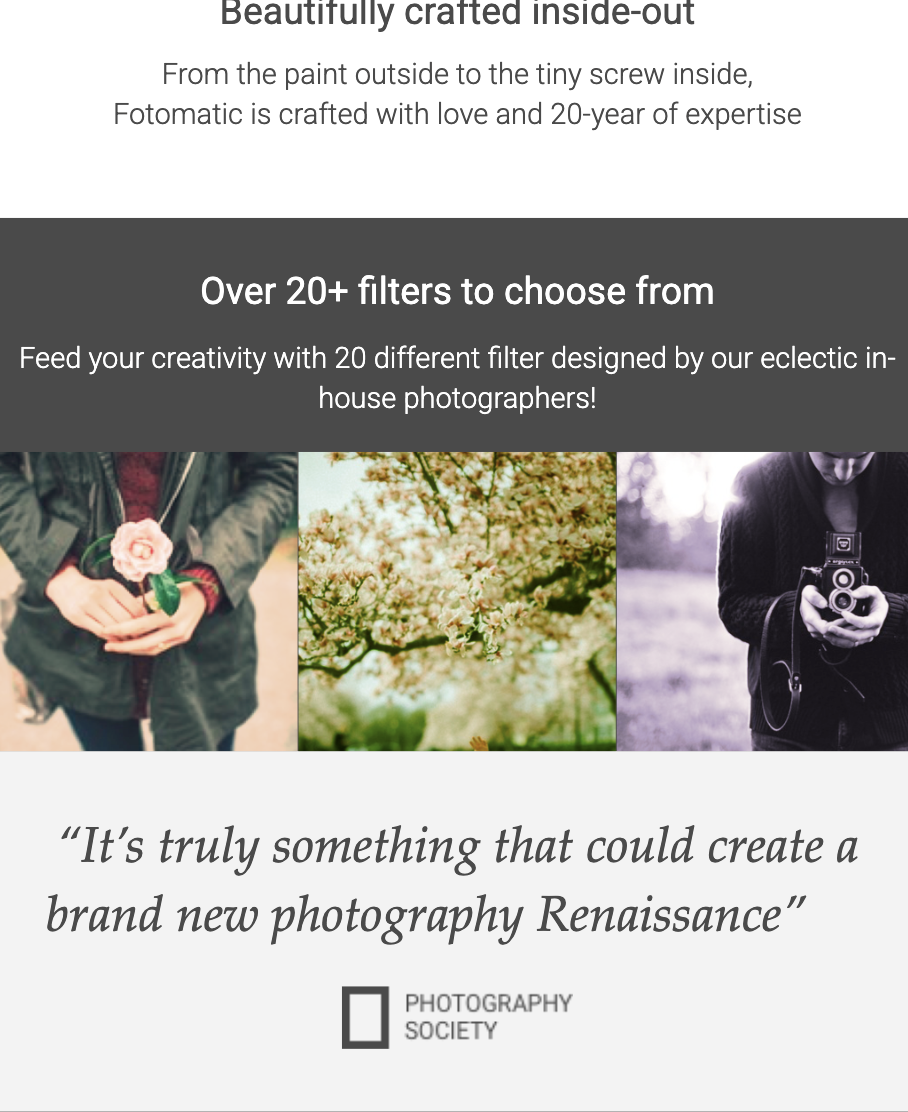 Beautifully crafted inside-out
From the paint outside to the tiny screw inside,
Fotomatic is crafted with love and 20-year of expertise
Over 20+ filters to choose from
Feed your creativity with 20 different filter designed by our eclectic in-
house photographers!
“It’s truly something that could create a
brand new photography Renaissance”
PHOTOGRAPHY
SOCIETY